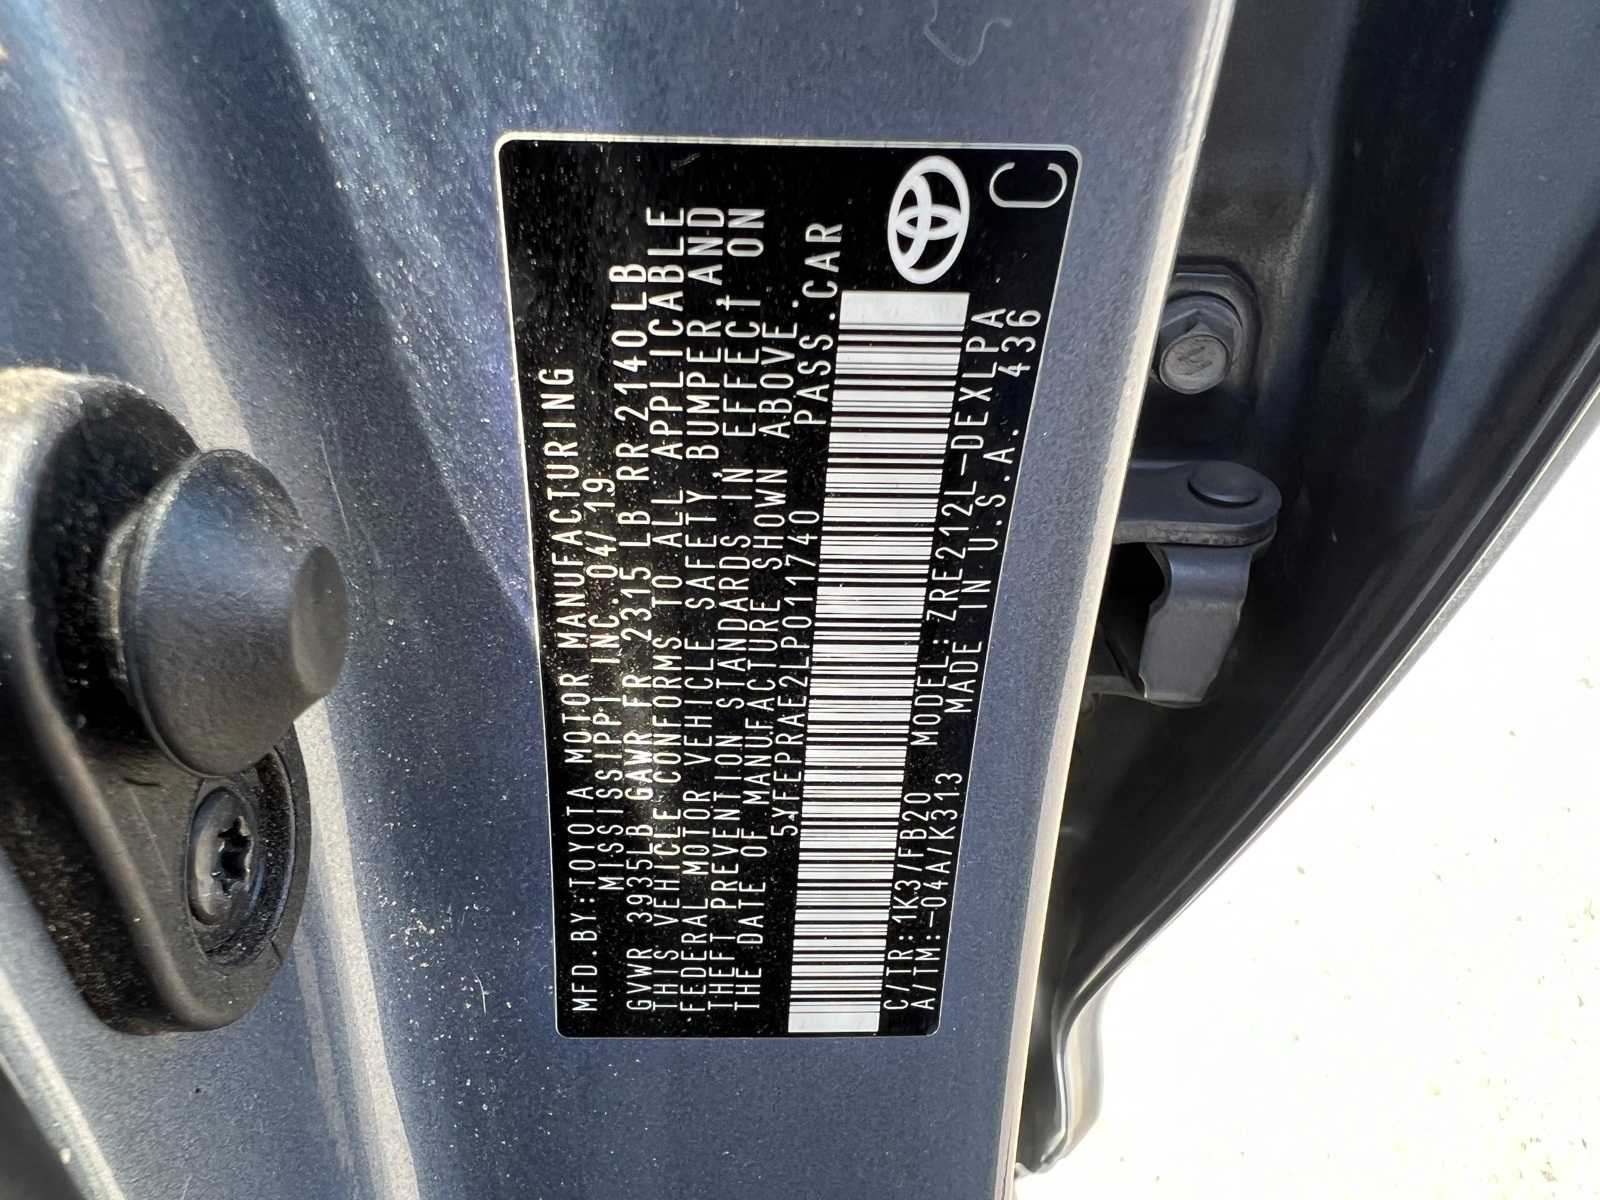 MFD.BY:TOYOTA MOTOR MANUFACTURING
MISSISSIPPI,INC.04/19
GVWR 3935LB GAWR FR 2315 LB RR 2140LB
THIS VEHICLE CONFORMS TO ALL APPLICABLE
FEDERAL MOTOR VEHICLE SAFETY, BUMPER, AND
THEFT PREVENTION STANDARDS IN EFFECT ON
THE DATE OF MANUFACTURE SHOWN ABOVE.
5YFEPRAE2LP011740 PASS.CAR
C/TR:1K3/FB20 MODEL:ZRE212L-DEXLPA
A/TM:-04A/K313 MADE IN U.S.A. 436
C